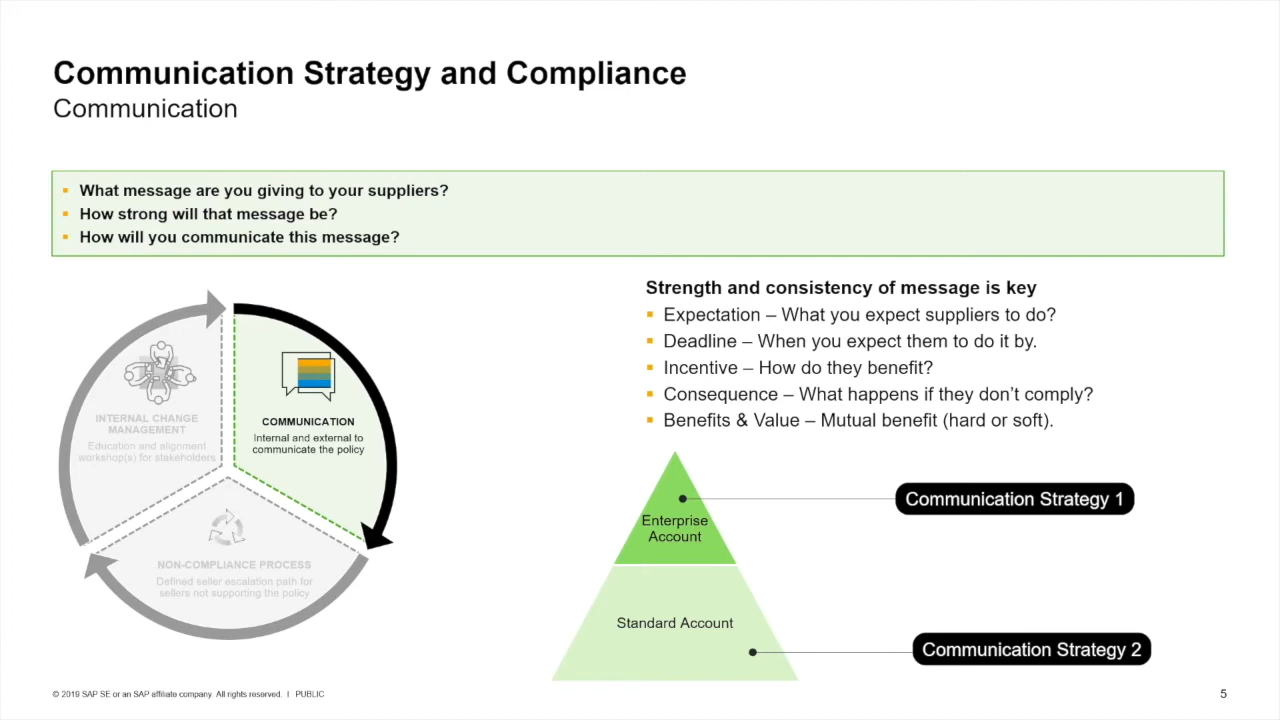 Communication Strategy and Compliance
Communication
What message are you giving to your suppliers?
How strong will that message be?
How will you communicate this message?
INTERNAL CHANGE
MANAGEMENT
Education and alignment
workshop(s) for stakeholders
COMMUNICATION
Internal and external to
communicate the policy
NON-COMPLIANCE PROCESS
Defined seller escalation path for
sellers not supporting the policy
Strength and consistency of message is key
Expectation – What you expect suppliers to do?
Deadline – When you expect them to do it by.
Incentive – How do they benefit?
Consequence – What happens if they don’t comply?
Benefits & Value – Mutual benefit (hard or soft).
Enterprise
Account
Communication Strategy 1
Standard Account
Communication Strategy 2
© 2019 SAP SE or an SAP affiliate company. All rights reserved. I PUBLIC
5